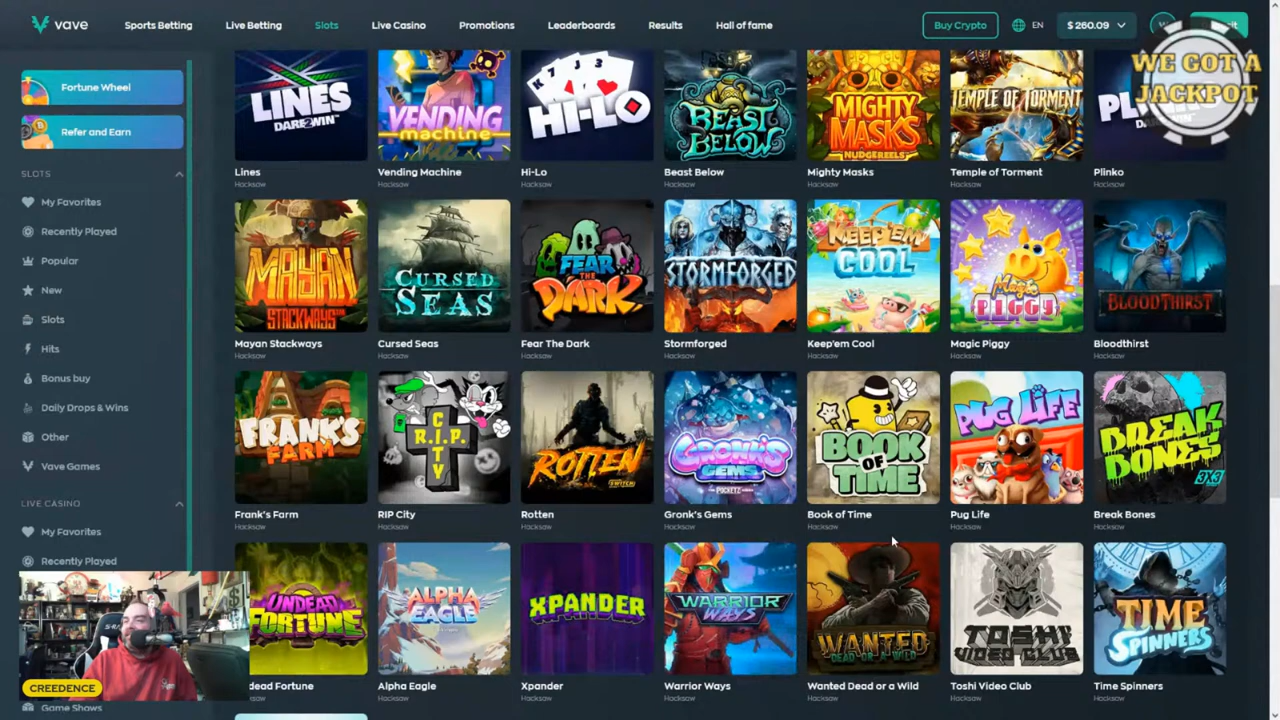 vave
Sports Betting
Live Betting
Slots
Live Casino
Promotions
Leaderboards
Results
Hall of fame
Buy Crypto
EN
$ 260.09
WE GOT A
JACKPOT
Fortune Wheel
Refer and Earn
SLOTS
My Favorites
Recently Played
Popular
New
Slots
Hits
Bonus buy
Daily Drops & Wins
Other
Vave Games
LIVE CASINO
My Favorites
Recently Played
Game Shows
CREEDENCE
LINES
DARE2WIN
VENDING
machine
K 7 J 3
HI-LO
BEAST
BELOW
MIGHTY
MASKS
NUDGEREELS
TEMPLE OF TORMENT
DARE2WIN
Lines
Hacksaw
Vending Machine
Hacksaw
Hi-Lo
Hacksaw
Beast Below
Hacksaw
Mighty Masks
Hacksaw
Temple of Torment
Hacksaw
Plinko
Hacksaw
MAYAN
STACKWAYS
CURSED
SEAS
FEAR
THE
DARK
STORMFORGED
KEEP'EM
COOL
Magic
PIGGY
BLOODTHIRST
Mayan Stackways
Hacksaw
Cursed Seas
Hacksaw
Fear The Dark
Hacksaw
Stormforged
Hacksaw
Keep'em Cool
Hacksaw
Magic Piggy
Hacksaw
Bloodthirst
Hacksaw
FRANK'S
FARM
R.I.P.
CITY
ROTTEN
SWITCH
GRONK'S
GEMS
POCKETZ
BOOK
OF
TIME
PUG LIFE
BREAK
BONES
3X3
Frank's Farm
Hacksaw
RIP City
Hacksaw
Rotten
Hacksaw
Gronk's Gems
Hacksaw
Book of Time
Hacksaw
Pug Life
Hacksaw
Break Bones
Hacksaw
UNDEAD
FORTUNE
ALPHA
EAGLE
XPANDER
WARRIOR
WAYS
WANTED
DEAD OR A WILD
TOSHI
VIDEO CLUB
TIME
SPINNERS
dead Fortune
Alpha Eagle
Xpander
Warrior Ways
Wanted Dead or a Wild
Toshi Video Club
Time Spinners